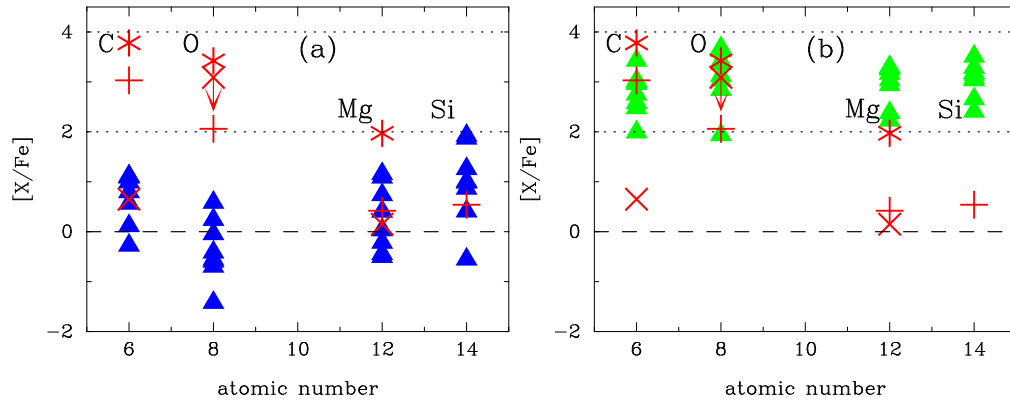 C O (a) Mg Si
4
2
0
−2
[X/Fe]
6 8 10 12 14
atomic number
C O (b) Mg Si
4
2
0
−2
[X/Fe]
6 8 10 12 14
atomic number